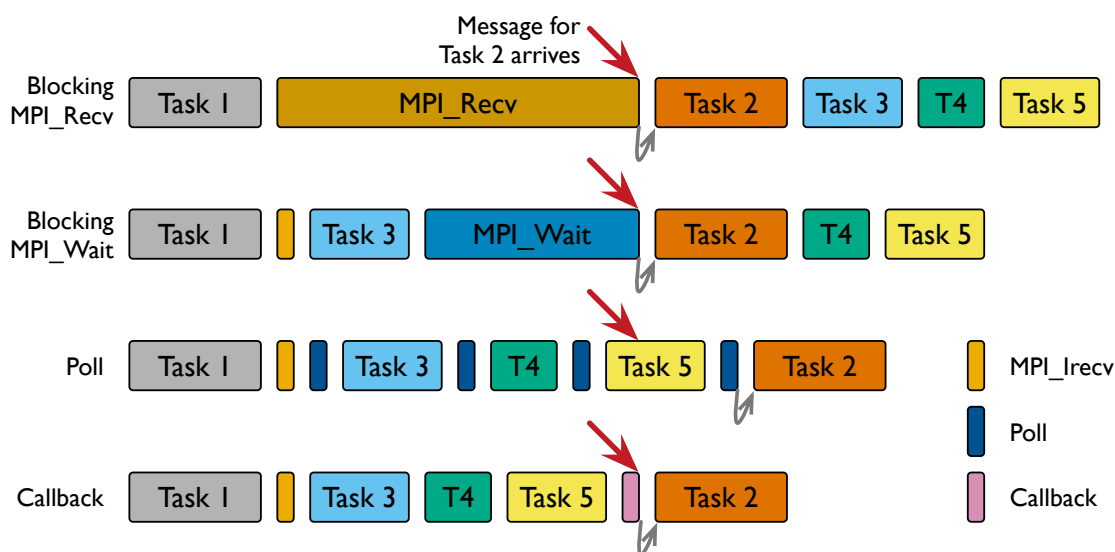 Message for
Task 2 arrives
Blocking
MPI_Recv
Task 1
MPI_Recv
Task 2
Task 3
T4
Task 5
Blocking
MPI_Wait
Task 1
Task 3
MPI_Wait
Task 2
T4
Task 5
Poll
Task 1
Task 3
T4
Task 5
Task 2
MPI_Irecv
Poll
Callback
Task 1
Task 3
T4
Task 5
Task 2
Callback